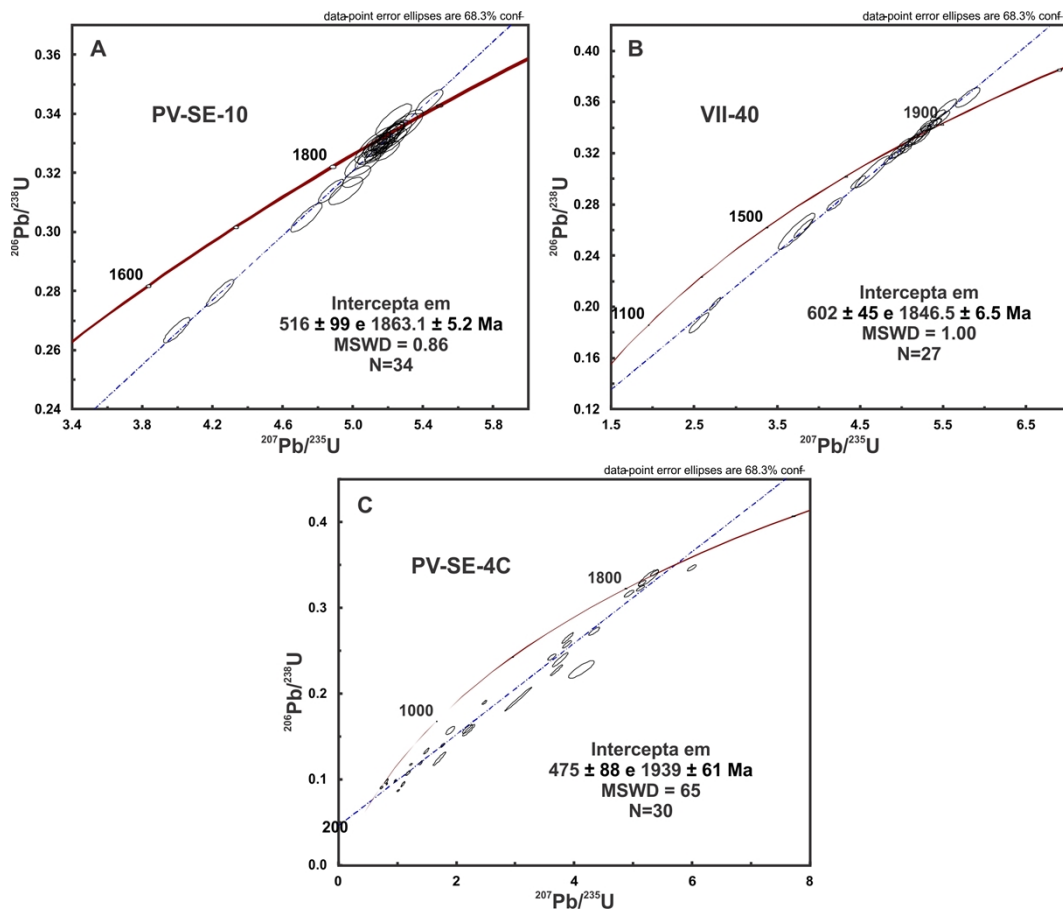 data-point error ellipses are 68.3% conf
A
PV-SE-10
0.36
0.34
0.32
0.30
0.28
0.26
0.24
3.4
3.8
4.2
4.6
5.0
5.4
5.8
1800
1600
206Pb/238U
207Pb/235U
Intercepta em
516 ± 99 e 1863.1 ± 5.2 Ma
MSWD = 0.86
N=34
data-point error ellipses are 68.3% conf
B
VII-40
0.40
0.36
0.32
0.28
0.24
0.20
0.16
0.12
1.5
2.5
3.5
4.5
5.5
6.5
1900
1500
1100
206Pb/238U
207Pb/235U
Intercepta em
602 ± 45 e 1846.5 ± 6.5 Ma
MSWD = 1.00
N=27
data-point error ellipses are 68.3% conf
C
PV-SE-4C
0.4
0.3
0.2
0.1
0.0
0
2
4
6
8
1800
1000
200
206Pb/238U
207Pb/235U
Intercepta em
475 ± 88 e 1939 ± 61 Ma
MSWD = 65
N=30